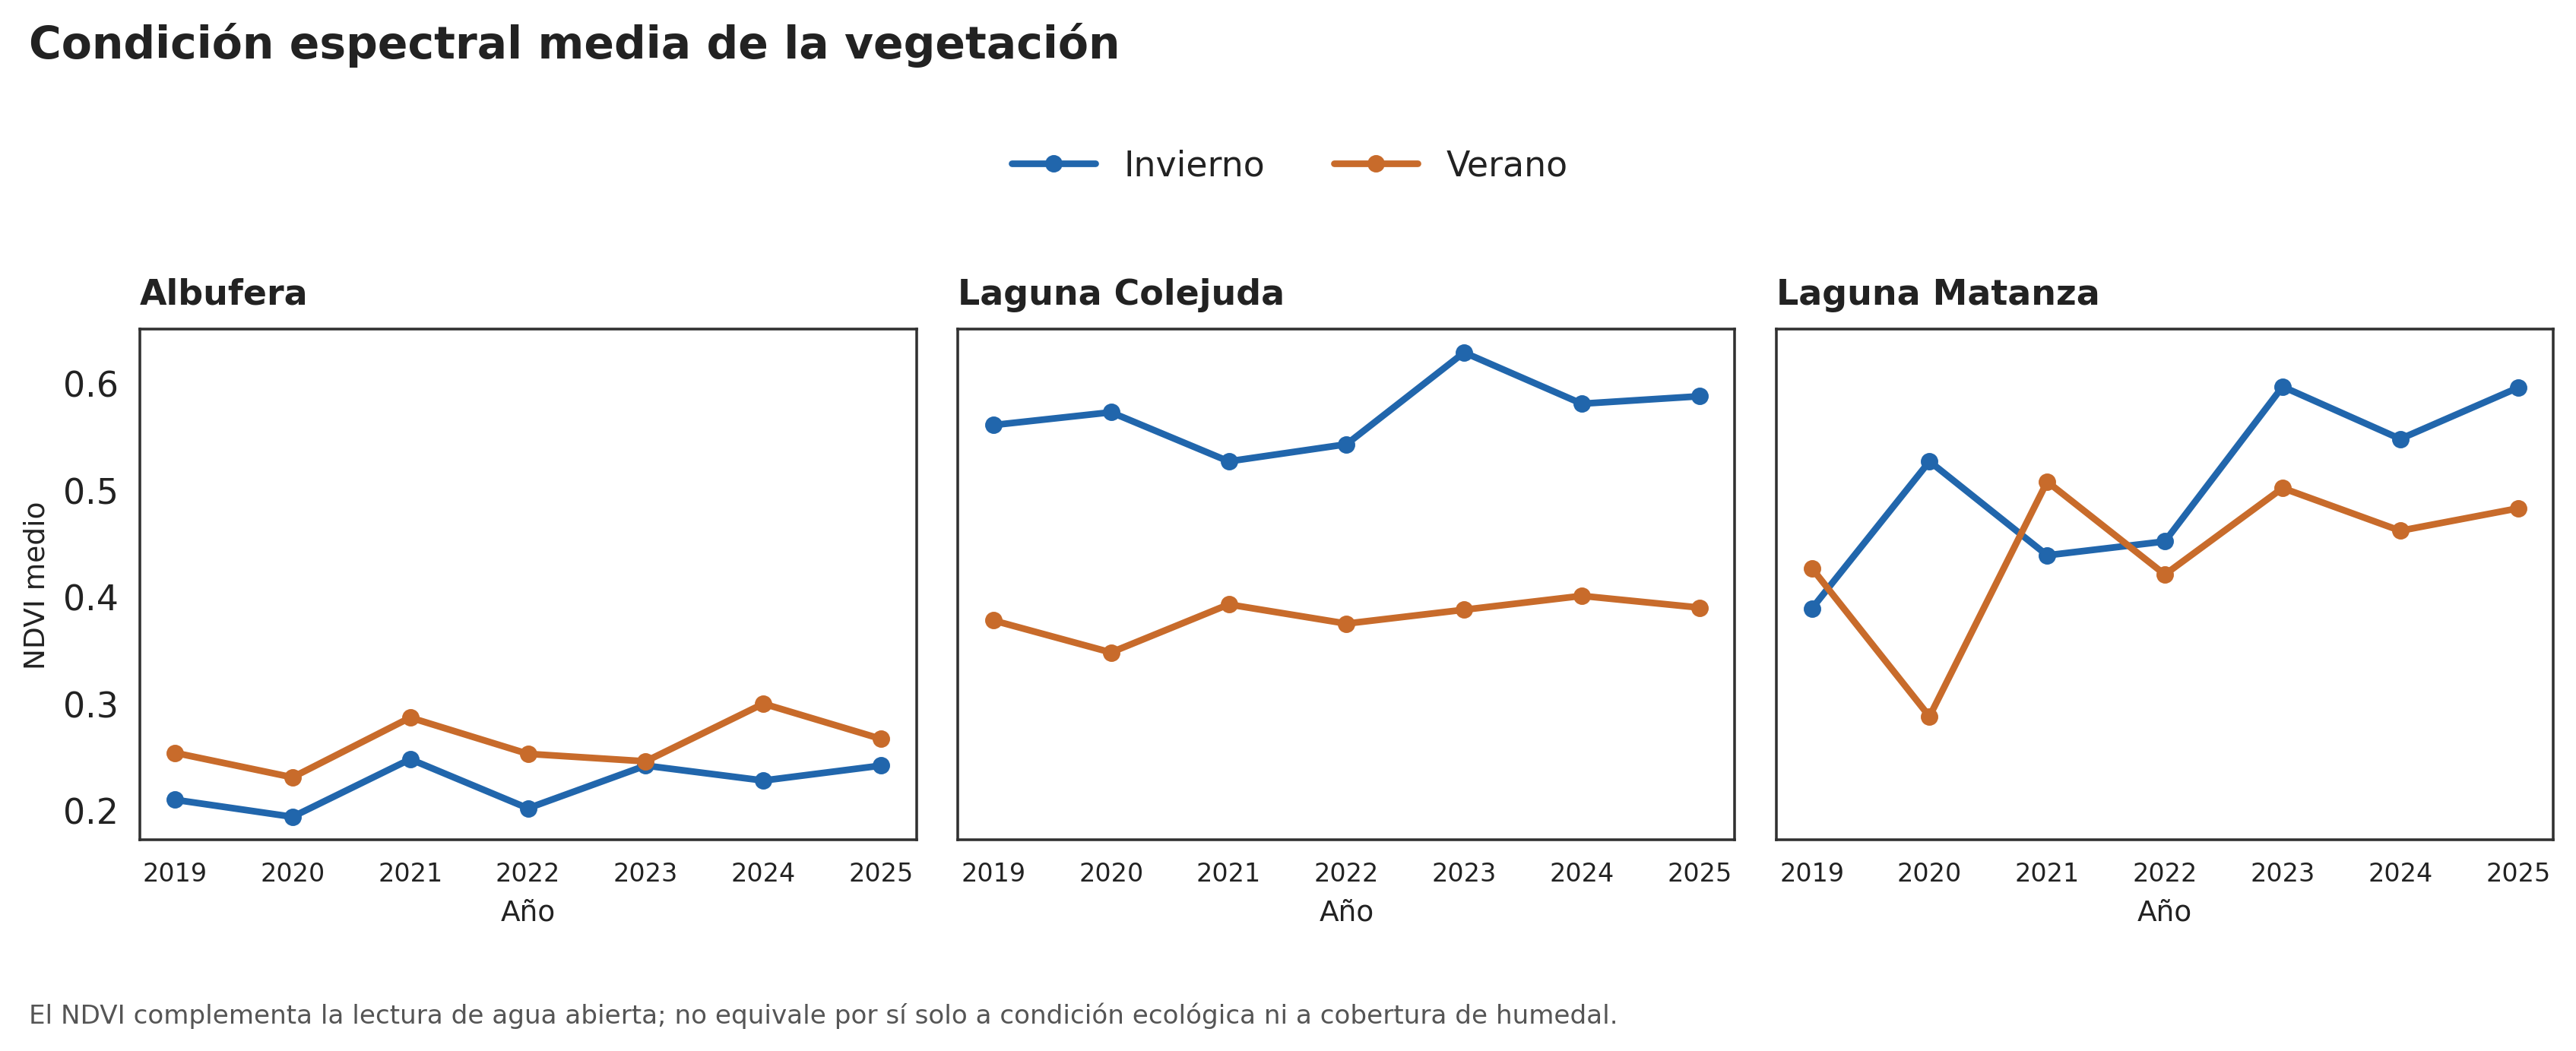 Condición espectral media de la vegetación
Invierno Verano
Albufera
Laguna Colejuda
Laguna Matanza
NDVI medio
0.6
0.5
0.4
0.3
0.2
2019 2020 2021 2022 2023 2024 2025
Año
2019 2020 2021 2022 2023 2024 2025
Año
2019 2020 2021 2022 2023 2024 2025
Año
El NDVI complementa la lectura de agua abierta; no equivale por sí solo a condición ecológica ni a cobertura de humedal.